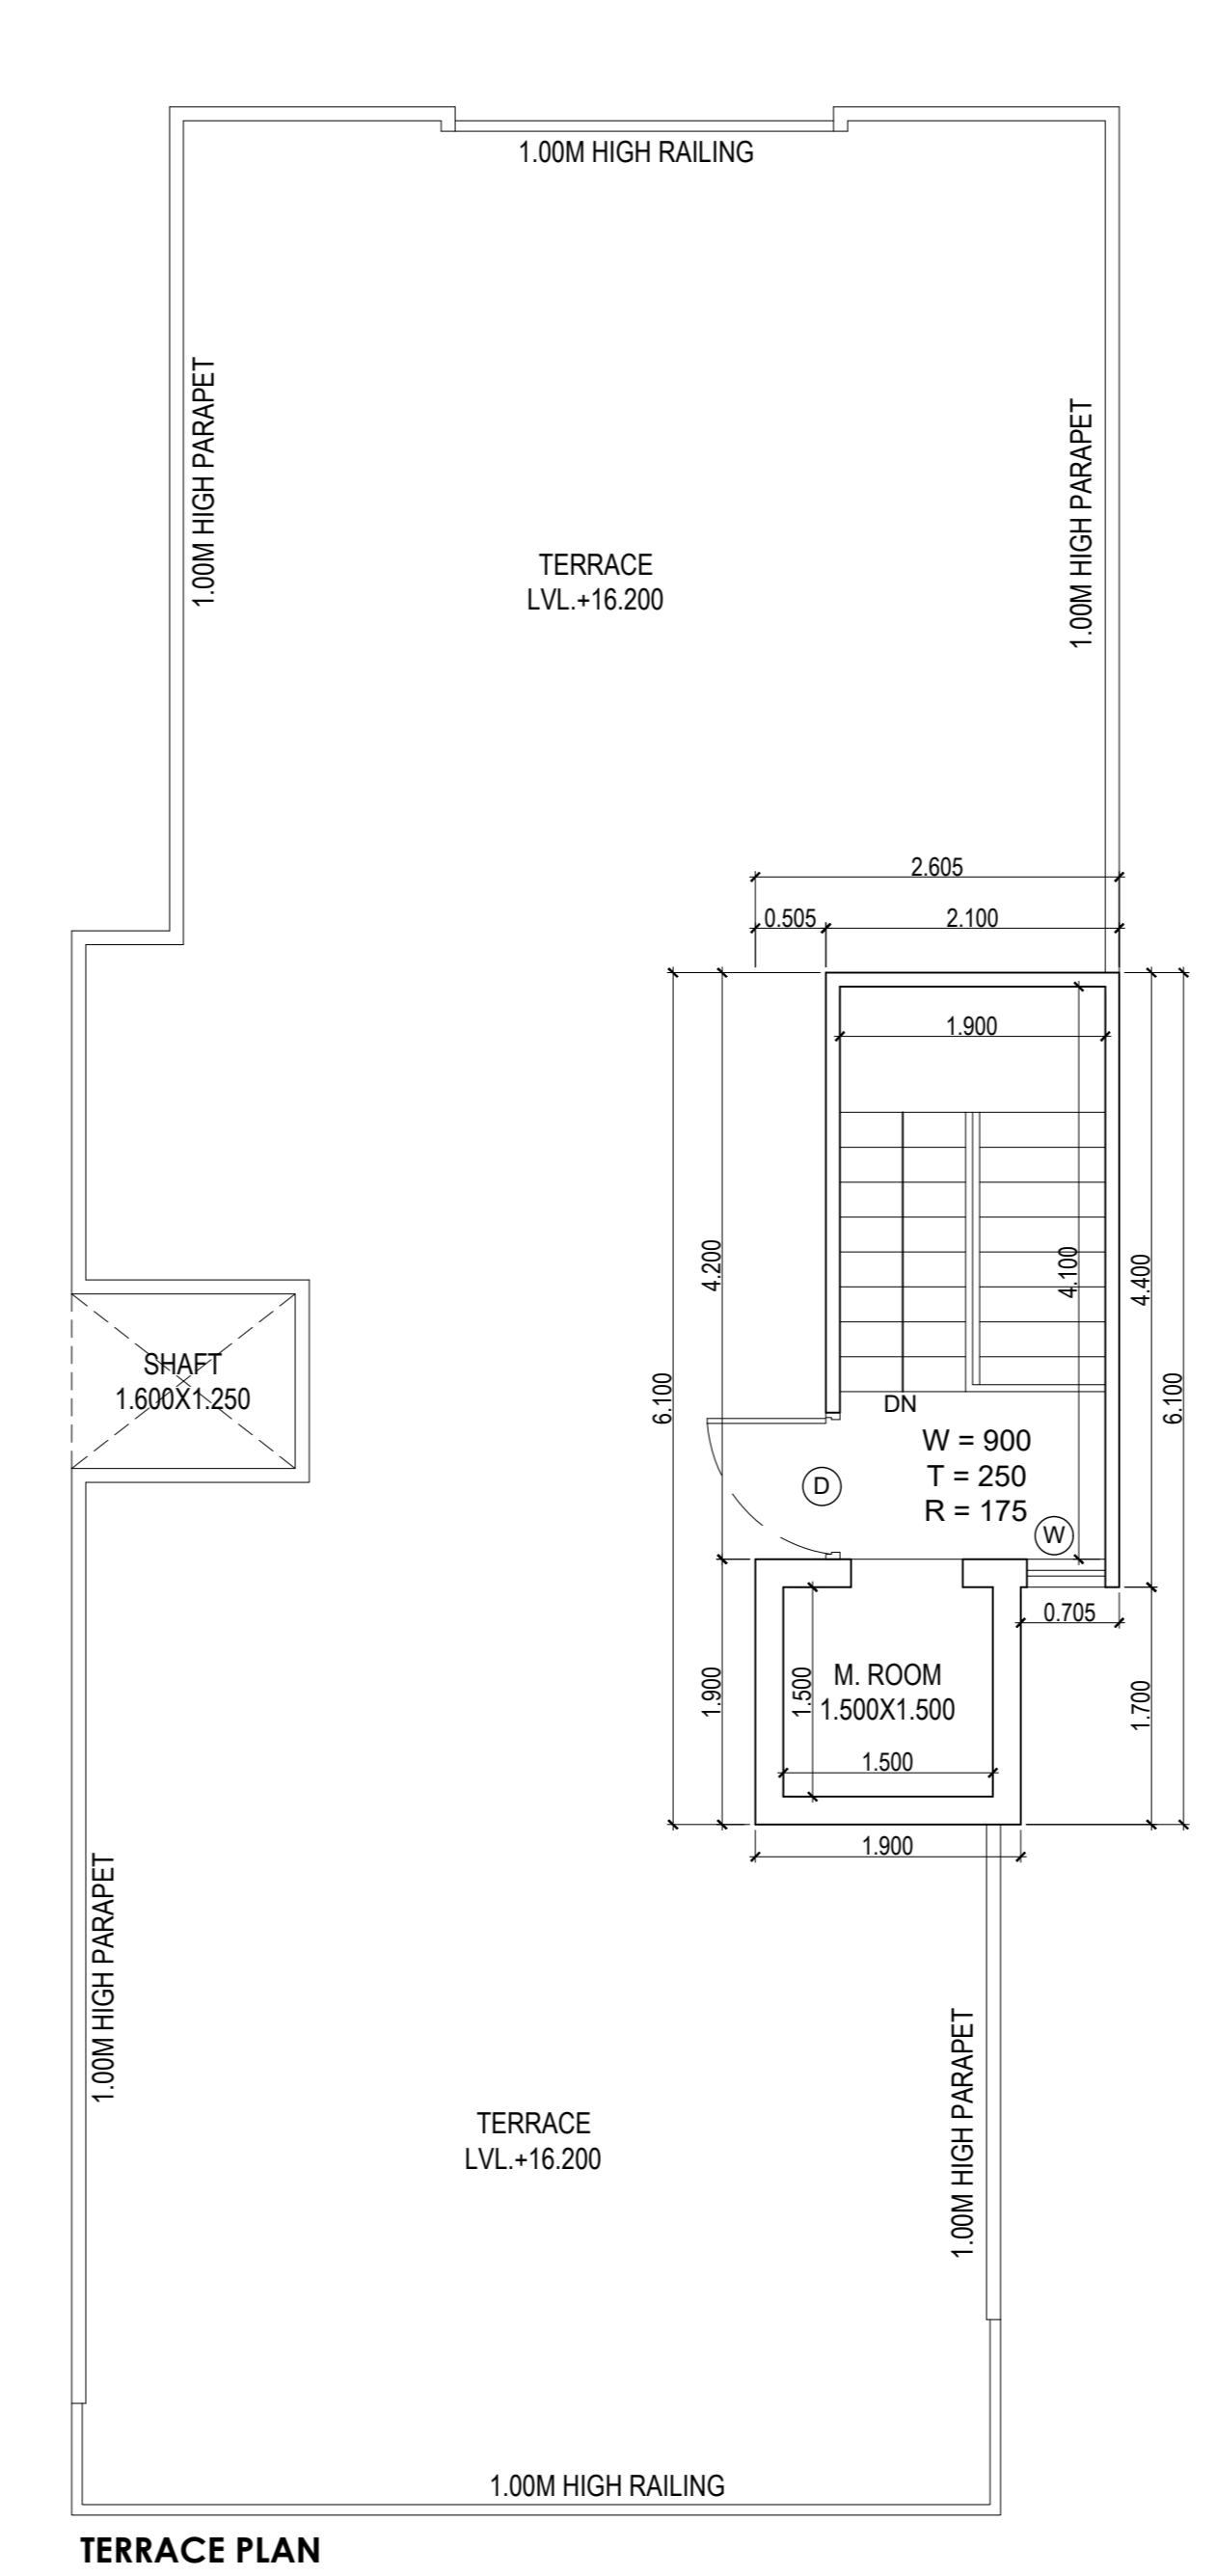 1.00M HIGH RAILING
1.00M HIGH PARAPET
1.00M HIGH PARAPET
TERRACE
LVL.+16.200
2.605
0.505
2.100
1.900
4.200
4.100
4.400
6.100
6.100
SHAFT
1.600X1.250
DN
W = 900
T = 250
R = 175
D
W
0.705
M. ROOM
1.500X1.500
1.900
1.500
1.700
1.500
1.900
1.00M HIGH PARAPET
1.00M HIGH PARAPET
TERRACE
LVL.+16.200
1.00M HIGH RAILING
TERRACE PLAN